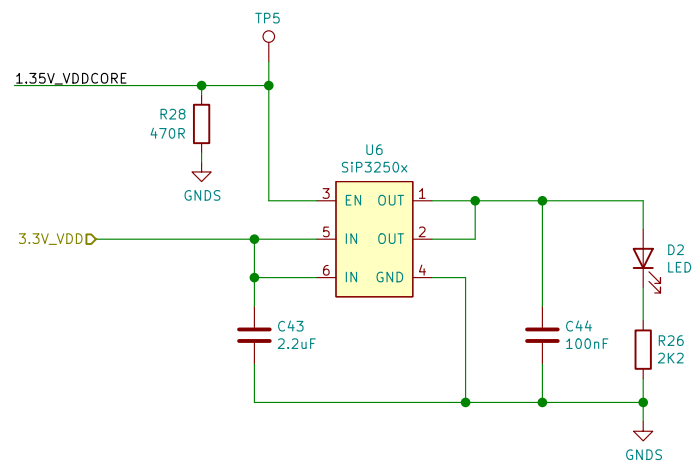 TP5
1.35V_VDDCORE
R28
470R
GNDS
U6
SiP3250x
3 EN OUT 1
3.3V_VDD
5 IN OUT 2
6 IN GND 4
D2
LED
C43
2.2uF
C44
100nF
R26
2K2
GNDS